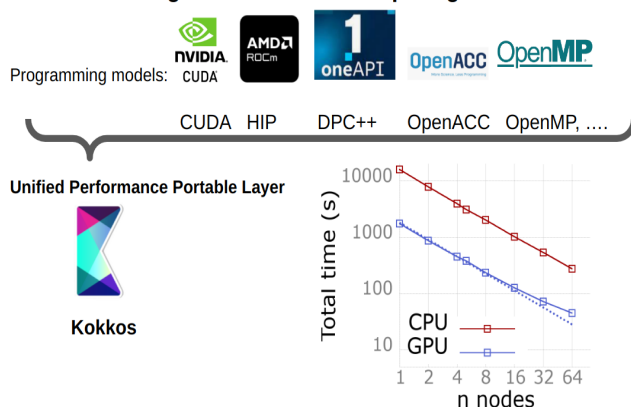 NVIDIA.
CUDA
AMD
ROCm
1
oneAPI
OpenACC
OpenMP
Programming models:
CUDA HIP DPC++ OpenACC OpenMP, ....
Unified Performance Portable Layer
Kokkos
Total time (s)
10000
1000
100
10
CPU
GPU
1 2 4 8 16 32 64
n nodes